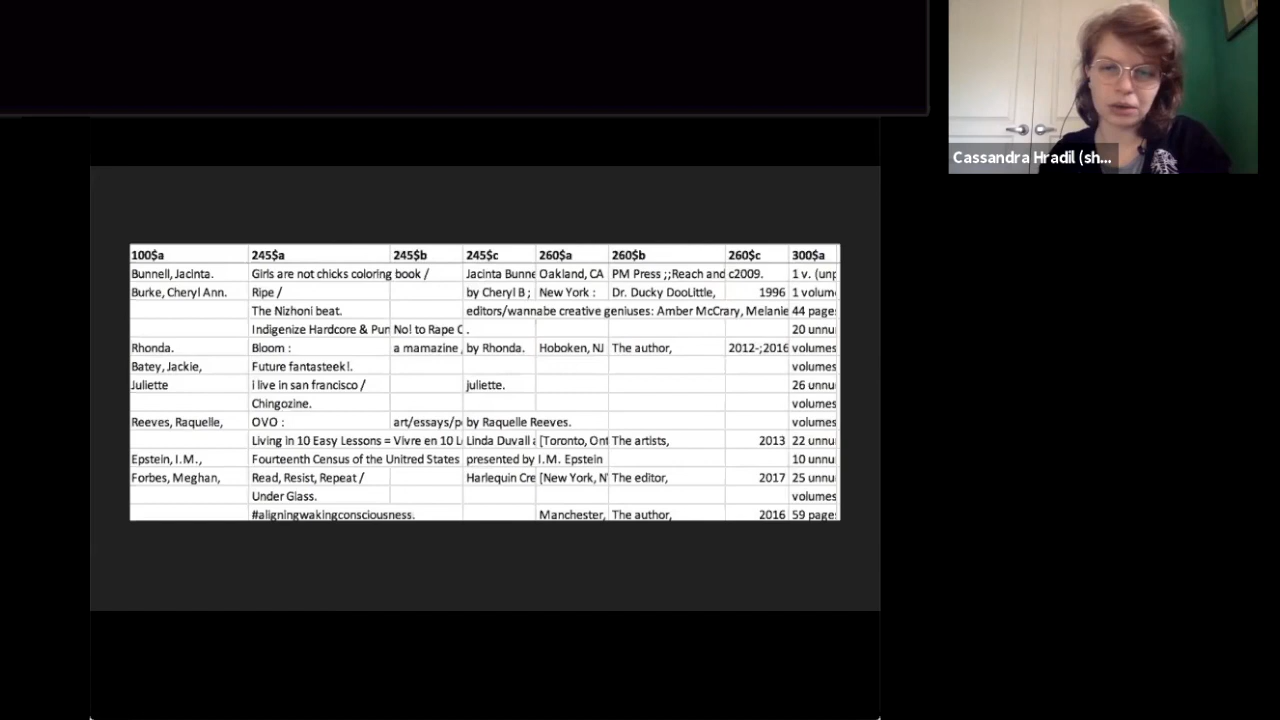 Cassandra Hradil (sh...
100$a 245$a 245$b 245$c 260$a 260$b 260$c 300$a
Bunnell, Jacinta. Girls are not chicks coloring book / Jacinta Bunne Oakland, CA PM Press ;;Reach and c2009. 1 v. (unp
Burke, Cheryl Ann. Ripe / by Cheryl B ; New York : Dr. Ducky DooLittle, 1996 1 volum
The Nizhoni beat. editors/wannabe creative geniuses: Amber McCrary, Melanie 44 page
Indigenize Hardcore & Pun No! to Rape C . 20 unnu
Rhonda. Bloom : a mamazine by Rhonda. Hoboken, NJ The author, 2012-;2016 volumes
Batey, Jackie, Future fantasteek!. volumes
Juliette i live in san francisco / juliette. 26 unnu
Chingozine. volumes
Reeves, Raquelle, OVO : art/essays/p by Raquelle Reeves. volumes
Living in 10 Easy Lessons = Vivre en 10 L Linda Duvall [Toronto, Ont The artists, 2013 22 unnu
Epstein, I.M., Fourteenth Census of the Unitred States presented by I.M. Epstein 10 unnu
Forbes, Meghan, Read, Resist, Repeat / Harlequin Cre [New York, N The editor, 2017 25 unnu
Under Glass. volumes
#aligningwakingconsciousness. Manchester, The author, 2016 59 page